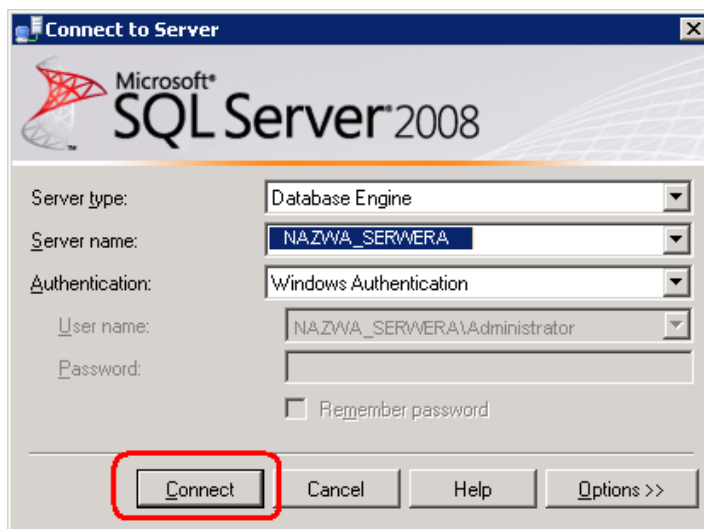 Connect to Server
Microsoft®
SQL Server® 2008
Server type: Database Engine
Server name: NAZWA_SERWERA
Authentication: Windows Authentication
User name: NAZWA_SERWERA\Administrator
Password:
Remember password
Connect Cancel Help Options >>